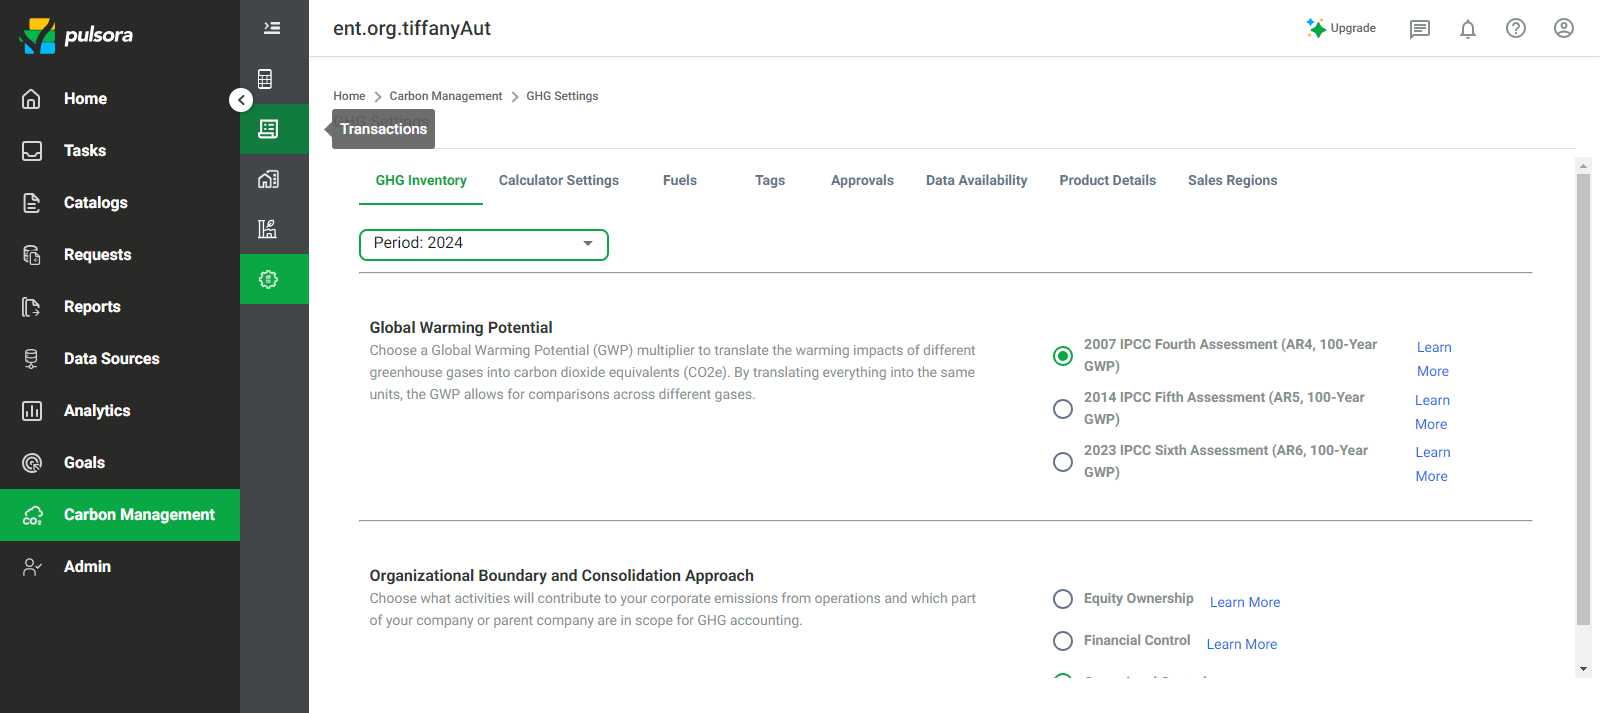 pulsora
ent.org.tiffanyAut
Upgrade
Home
Tasks
Catalogs
Requests
Reports
Data Sources
Analytics
Goals
Carbon Management
Admin
Home > Carbon Management > GHG Settings
GHG Settings
Transactions
GHG Inventory
Calculator Settings
Fuels
Tags
Approvals
Data Availability
Product Details
Sales Regions
Period: 2024
Global Warming Potential
Choose a Global Warming Potential (GWP) multiplier to translate the warming impacts of different
greenhouse gases into carbon dioxide equivalents (CO2e). By translating everything into the same
units, the GWP allows for comparisons across different gases.
2007 IPCC Fourth Assessment (AR4, 100-Year
GWP)
Learn
More
2014 IPCC Fifth Assessment (AR5, 100-Year
GWP)
Learn
More
2023 IPCC Sixth Assessment (AR6, 100-Year
GWP)
Learn
More
Organizational Boundary and Consolidation Approach
Choose what activities will contribute to your corporate emissions from operations and which part
of your company or parent company are in scope for GHG accounting.
Equity Ownership
Learn More
Financial Control
Learn More